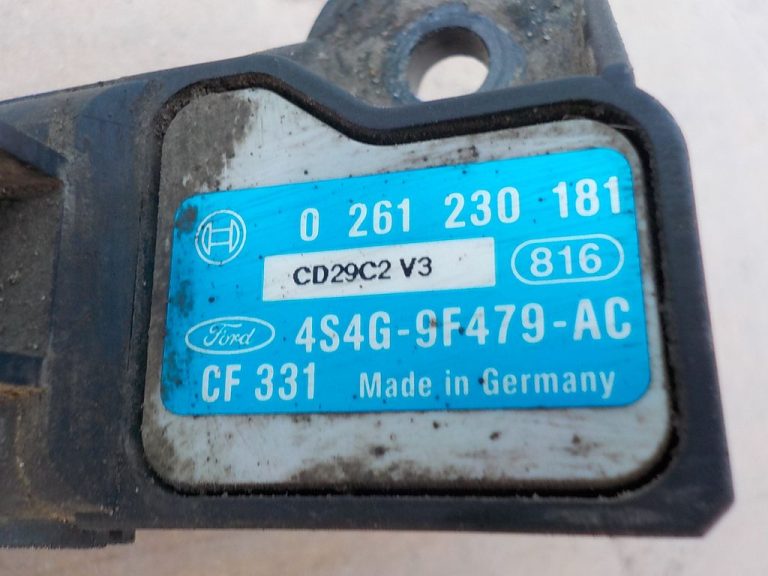 0 261 230 181
CD29C2 V3 816
Ford 4S4G-9F479-AC
CF 331 Made in Germany